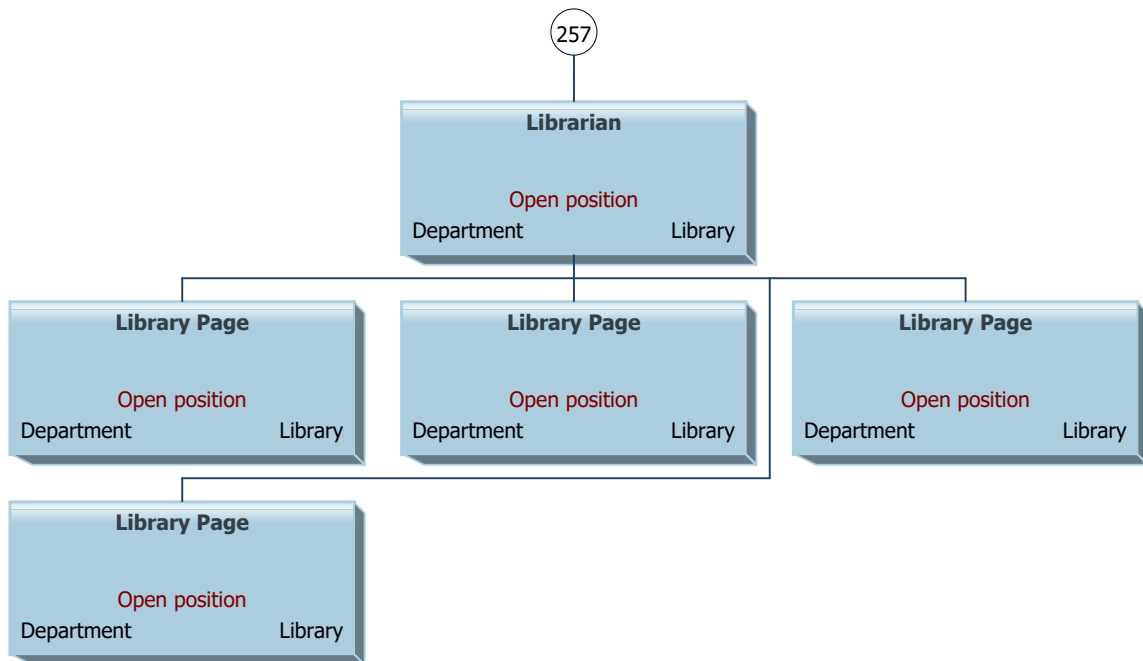 257
Librarian
Open position
Department Library
Library Page Library Page Library Page
Open position Open position Open position
Department Library Department Library Department Library
Library Page
Open position
Department Library